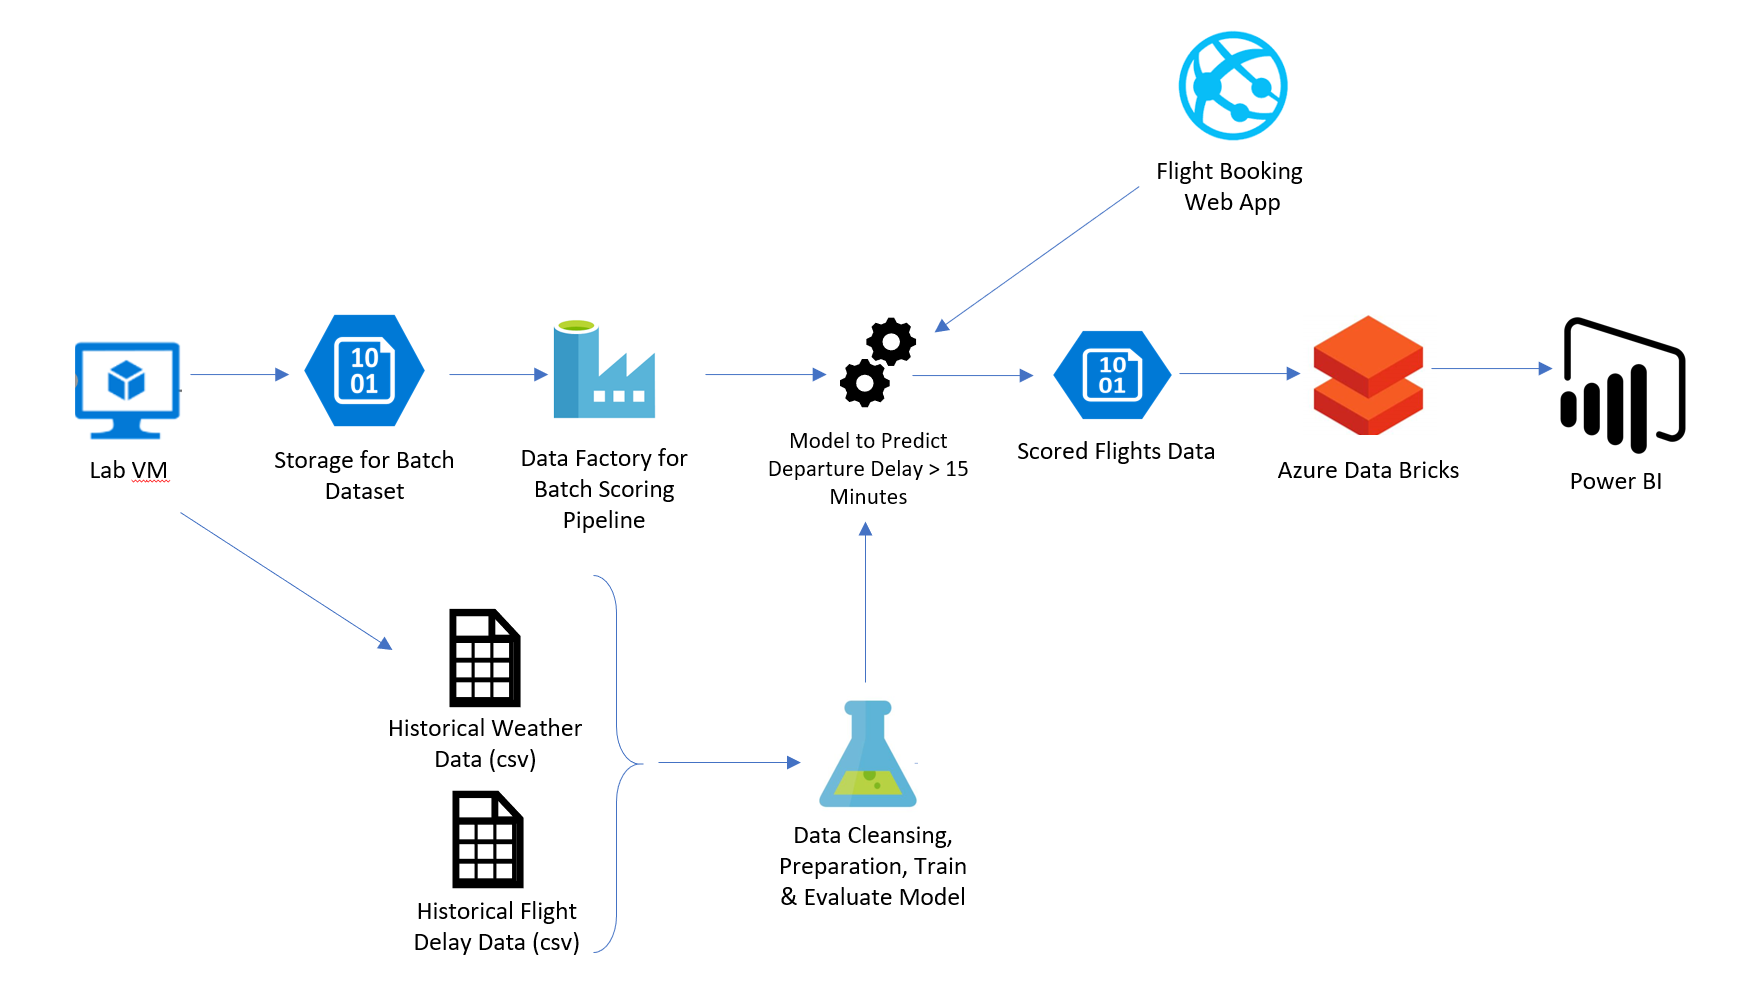 Flight Booking
Web App
10
01
10
01
Lab VM
Storage for Batch
Dataset
Data Factory for
Batch Scoring
Pipeline
Model to Predict
Departure Delay > 15
Minutes
Scored Flights Data
Azure Data Bricks
Power BI
Historical Weather
Data (csv)
Historical Flight
Delay Data (csv)
Data Cleansing,
Preparation, Train
& Evaluate Model